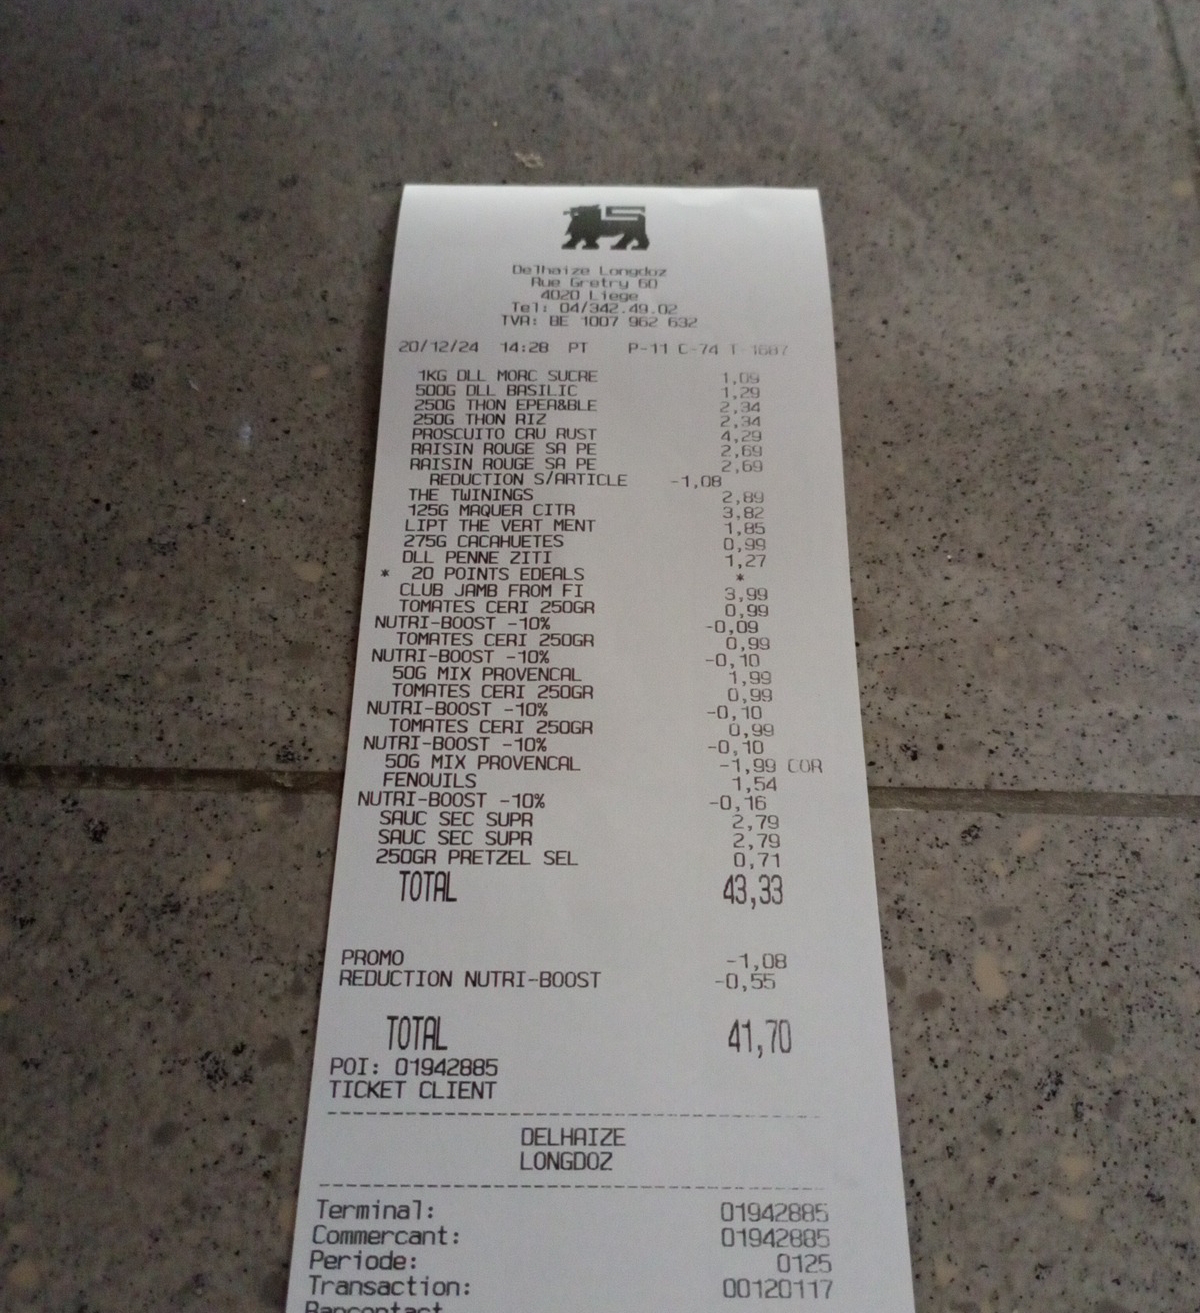 Delhaize Longdoz
Rue Gretry 60
4020 Liege
Tel: 04/342.49.02
TVA: BE 1007 962 632
20/12/24 14:28 PT P-11 C-74 T-1687
1KG DLL MORC SUCRE 1,09
500G DLL BASILIC 1,29
250G THON EPEA&BLE 2,34
250G THON RIZ 2,34
PROSCUITO CRU RUST 4,29
RAISIN ROUGE SA PE 2,69
RAISIN ROUGE SA PE 2,69
REDUCTION S/ARTICLE -1,08
THE TWININGS 2,89
125G MAQUER CITR 3,82
LIPT THE VERT MENT 1,85
275G CACAHUETES 0,99
DLL PENNE ZITI 1,27
* 20 POINTS EDEALS *
CLUB JAMB FROM FI 3,99
TOMATES CERI 250GR 0,99
NUTRI-BOOST -10% -0,09
TOMATES CERI 250GR 0,99
NUTRI-BOOST -10% -0,10
50G MIX PROVENCAL 1,99
TOMATES CERI 250GR 0,99
NUTRI-BOOST -10% -0,10
TOMATES CERI 250GR 0,99
NUTRI-BOOST -10% -0,10
50G MIX PROVENCAL -1,99 COR
FENOUILS 1,54
NUTRI-BOOST -10% -0,16
SAUC SEC SUPR 2,79
SAUC SEC SUPR 2,79
250GR PRETZEL SEL 0,71
TOTAL 43,33
PROMO -1,08
REDUCTION NUTRI-BOOST -0,55
TOTAL 41,70
POI: 01942885
TICKET CLIENT
DELHAIZE
LONGDOZ
Terminal: 01942885
Commercant: 01942885
Periode: 0125
Transaction: 00120117
Bancontact